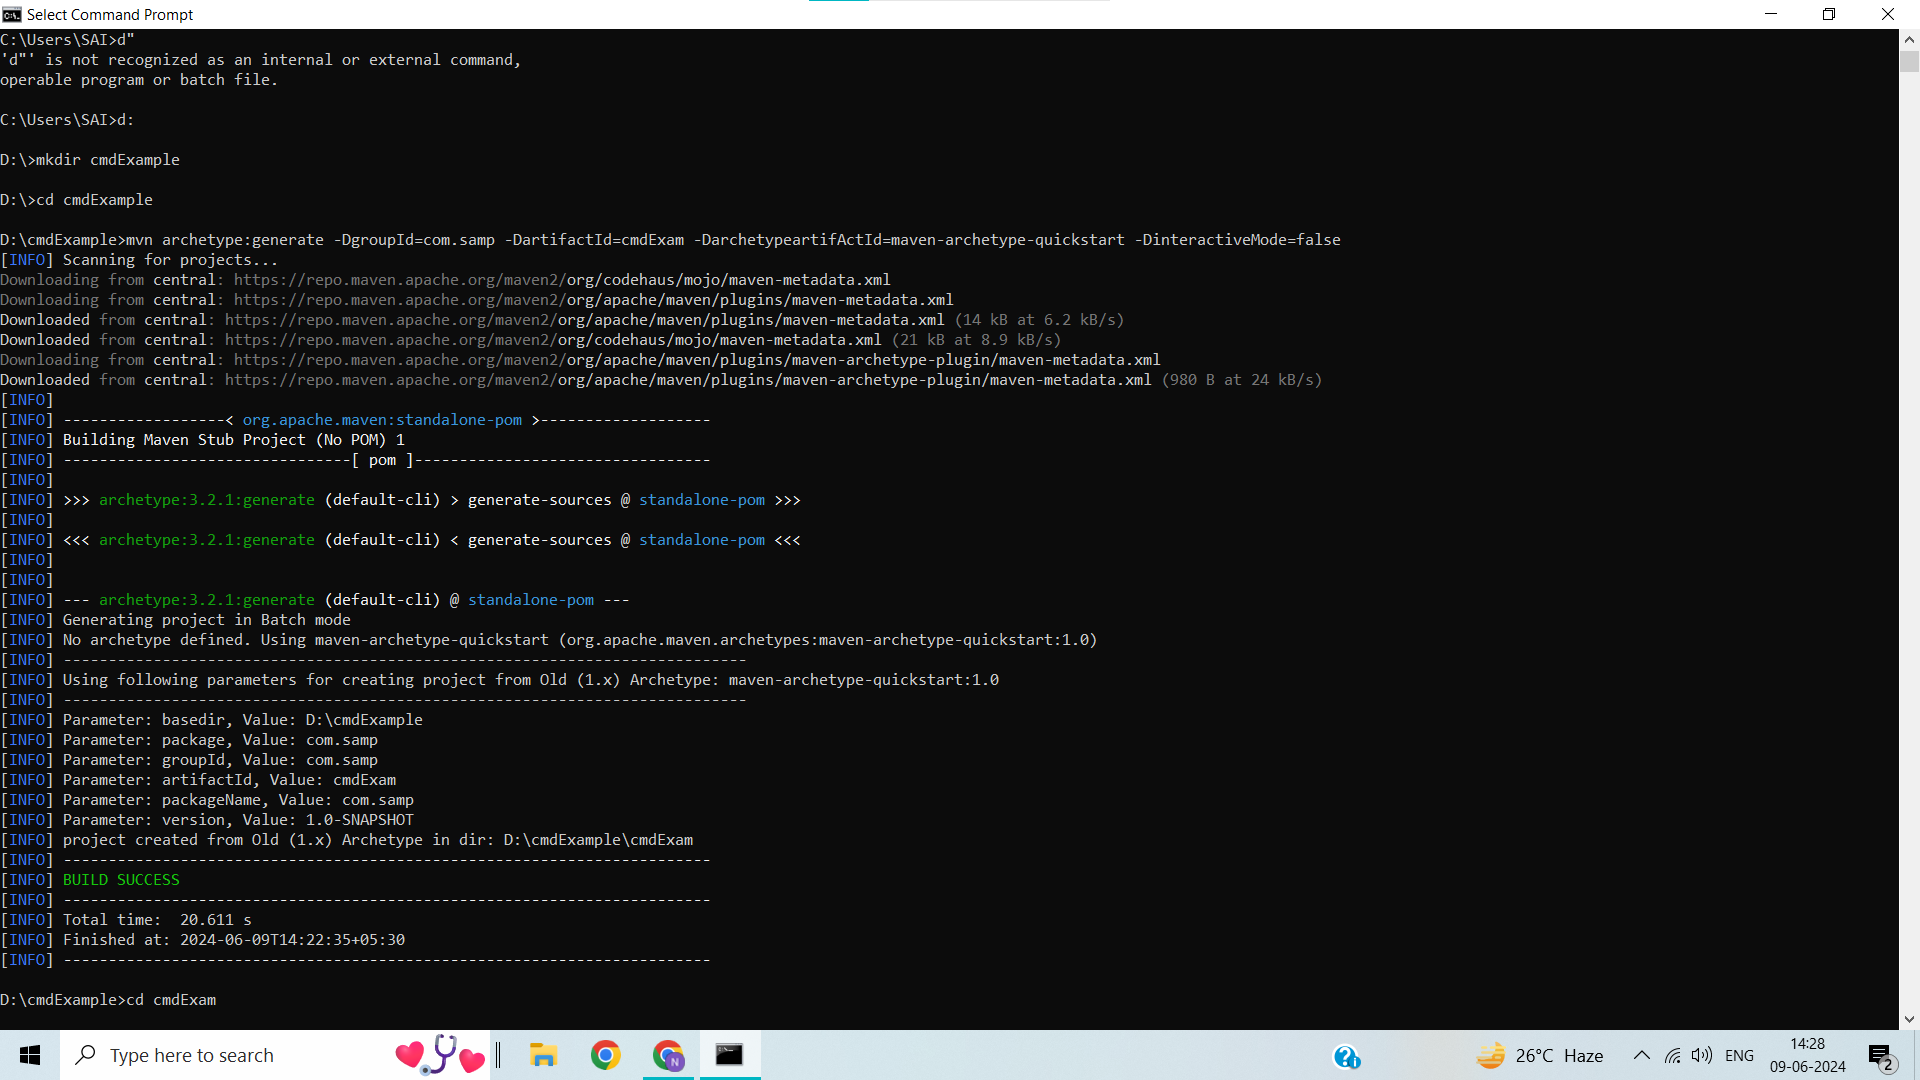 Select Command Prompt
C:\Users\SAI>d"
'd"' is not recognized as an internal or external command,
operable program or batch file.
C:\Users\SAI>d:
D:\>mkdir cmdExample
D:\>cd cmdExample
D:\cmdExample>mvn archetype:generate -DgroupId=com.samp -DartifactId=cmdExam -DarchetypeartifActId=maven-archetype-quickstart -DinteractiveMode=false
[INFO] Scanning for projects...
Downloading from central: https://repo.maven.apache.org/maven2/org/codehaus/mojo/maven-metadata.xml
Downloading from central: https://repo.maven.apache.org/maven2/org/apache/maven/plugins/maven-metadata.xml
Downloaded from central: https://repo.maven.apache.org/maven2/org/apache/maven/plugins/maven-metadata.xml (14 kB at 6.2 kB/s)
Downloaded from central: https://repo.maven.apache.org/maven2/org/codehaus/mojo/maven-metadata.xml (21 kB at 8.9 kB/s)
Downloading from central: https://repo.maven.apache.org/maven2/org/apache/maven/plugins/maven-archetype-plugin/maven-metadata.xml
Downloaded from central: https://repo.maven.apache.org/maven2/org/apache/maven/plugins/maven-archetype-plugin/maven-metadata.xml (980 B at 24 kB/s)
[INFO]
[INFO] ------------------< org.apache.maven:standalone-pom >-------------------
[INFO] Building Maven Stub Project (No POM) 1
[INFO] --------------------------------[ pom ]---------------------------------
[INFO]
[INFO] >>> archetype:3.2.1:generate (default-cli) > generate-sources @ standalone-pom >>>
[INFO]
[INFO] <<< archetype:3.2.1:generate (default-cli) < generate-sources @ standalone-pom <<<
[INFO]
[INFO]
[INFO] --- archetype:3.2.1:generate (default-cli) @ standalone-pom ---
[INFO] Generating project in Batch mode
[INFO] No archetype defined. Using maven-archetype-quickstart (org.apache.maven.archetypes:maven-archetype-quickstart:1.0)
[INFO] ----------------------------------------------------------------------------
[INFO] Using following parameters for creating project from Old (1.x) Archetype: maven-archetype-quickstart:1.0
[INFO] ----------------------------------------------------------------------------
[INFO] Parameter: basedir, Value: D:\cmdExample
[INFO] Parameter: package, Value: com.samp
[INFO] Parameter: groupId, Value: com.samp
[INFO] Parameter: artifactId, Value: cmdExam
[INFO] Parameter: packageName, Value: com.samp
[INFO] Parameter: version, Value: 1.0-SNAPSHOT
[INFO] project created from Old (1.x) Archetype in dir: D:\cmdExample\cmdExam
[INFO] ------------------------------------------------------------------------
[INFO] BUILD SUCCESS
[INFO] ------------------------------------------------------------------------
[INFO] Total time:  20.611 s
[INFO] Finished at: 2024-06-09T14:22:35+05:30
[INFO] ------------------------------------------------------------------------
D:\cmdExample>cd cmdExam
Type here to search
N
26°C Haze
ENG
14:28
09-06-2024
2